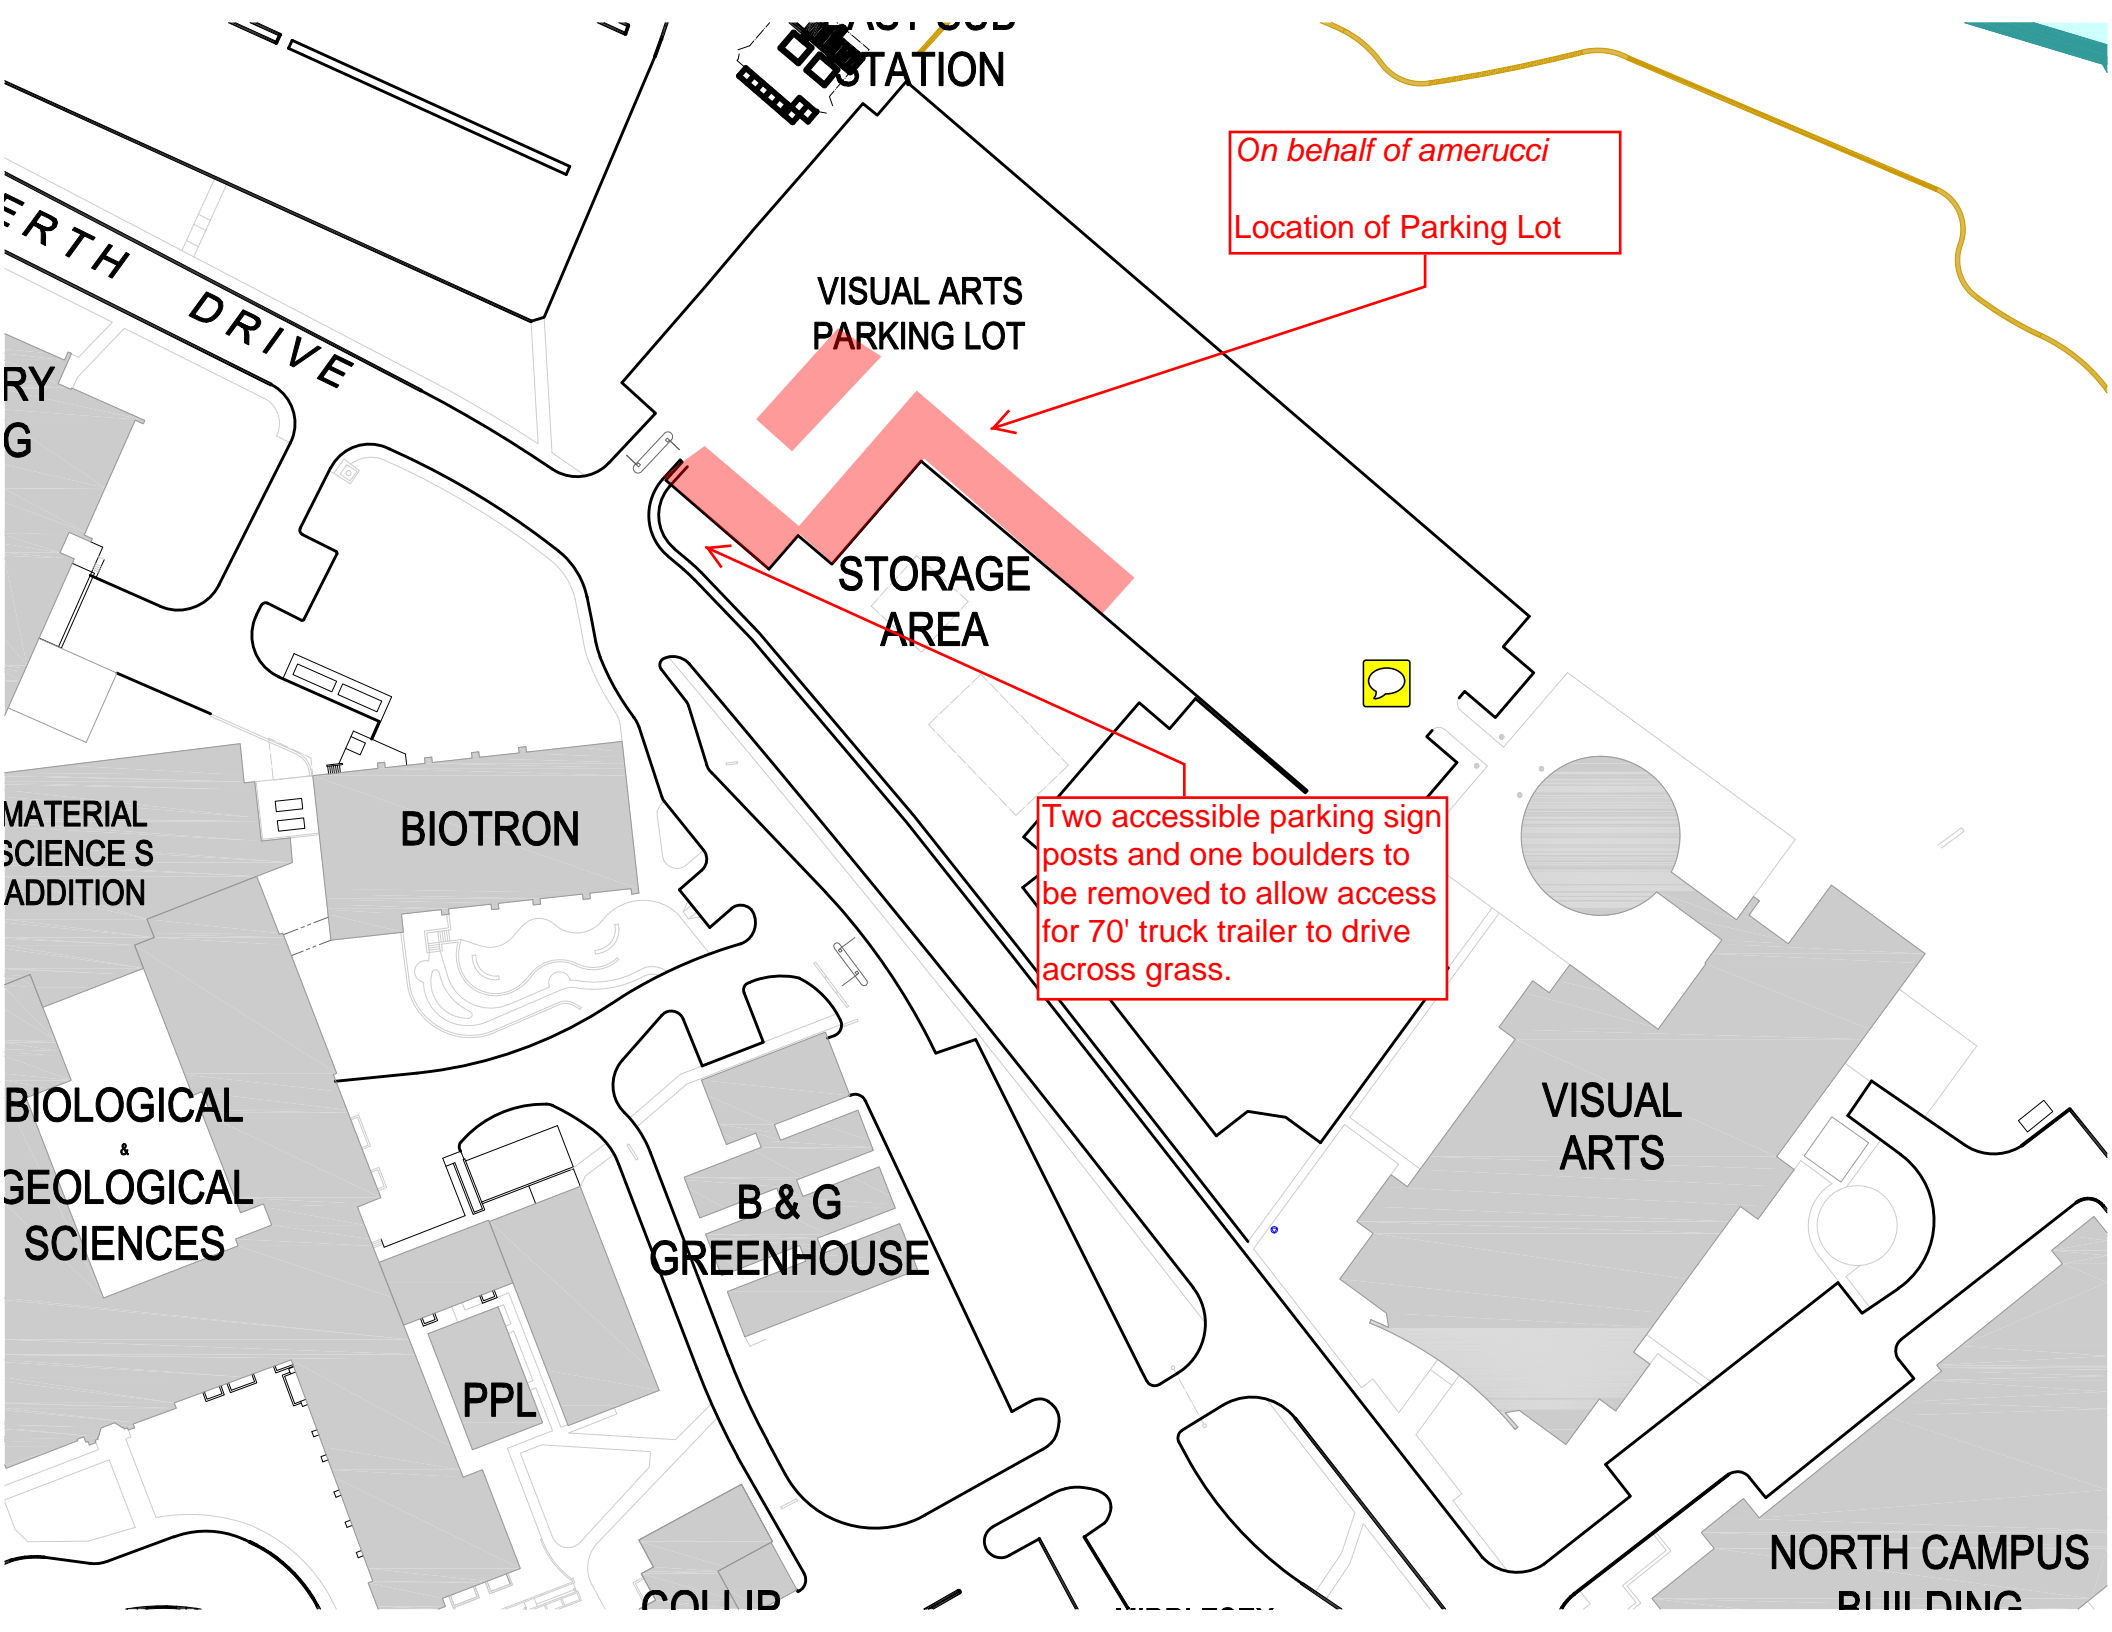 STATION
On behalf of amerucci
Location of Parking Lot
ERTH DRIVE
VISUAL ARTS
PARKING LOT
RY
G
STORAGE
AREA
MATERIAL
SCIENCE S
ADDITION
BIOTRON
Two accessible parking sign
posts and one boulders to
be removed to allow access
for 70' truck trailer to drive
across grass.
BIOLOGICAL
&
GEOLOGICAL
SCIENCES
VISUAL
ARTS
B & G
GREENHOUSE
PPL
NORTH CAMPUS
BUILDING